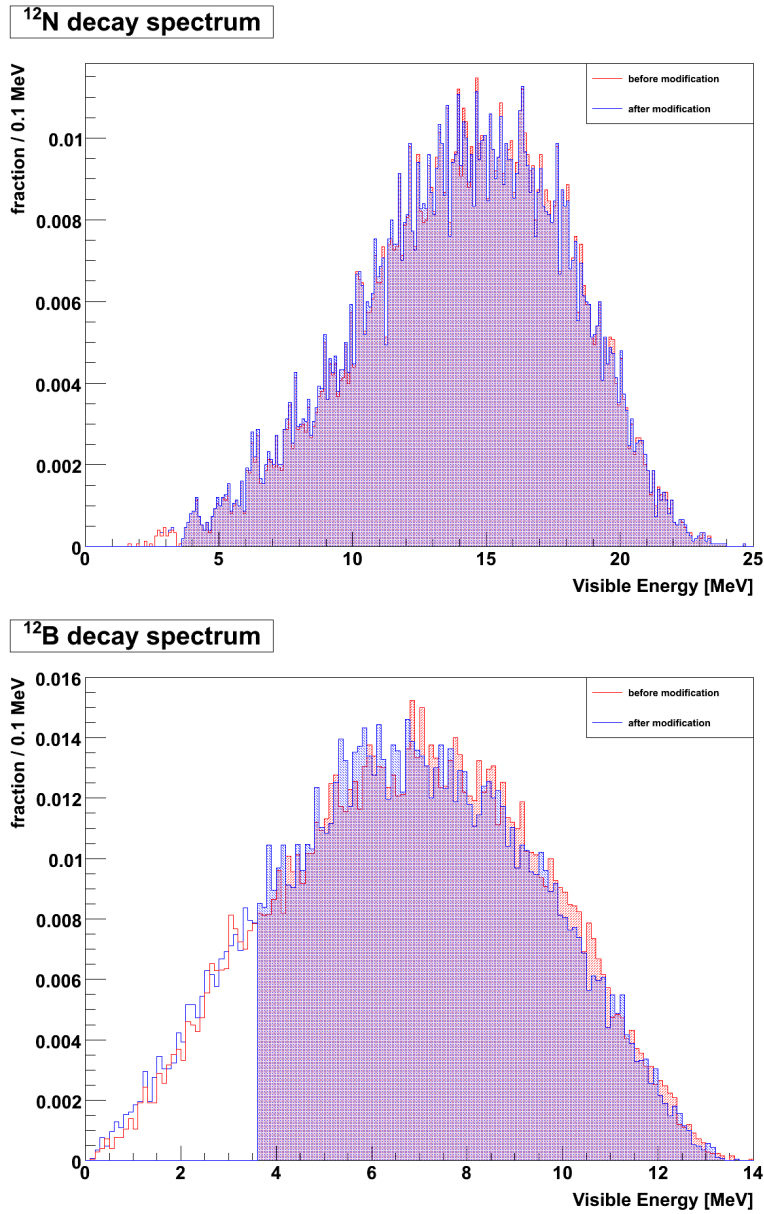 ¹²N decay spectrum
fraction / 0.1 MeV
0.01
0.008
0.006
0.004
0.002
0
before modification
after modification
0 5 10 15 20 25
Visible Energy [MeV]
¹²B decay spectrum
fraction / 0.1 MeV
0.016
0.014
0.012
0.01
0.008
0.006
0.004
0.002
0
before modification
after modification
0 2 4 6 8 10 12 14
Visible Energy [MeV]